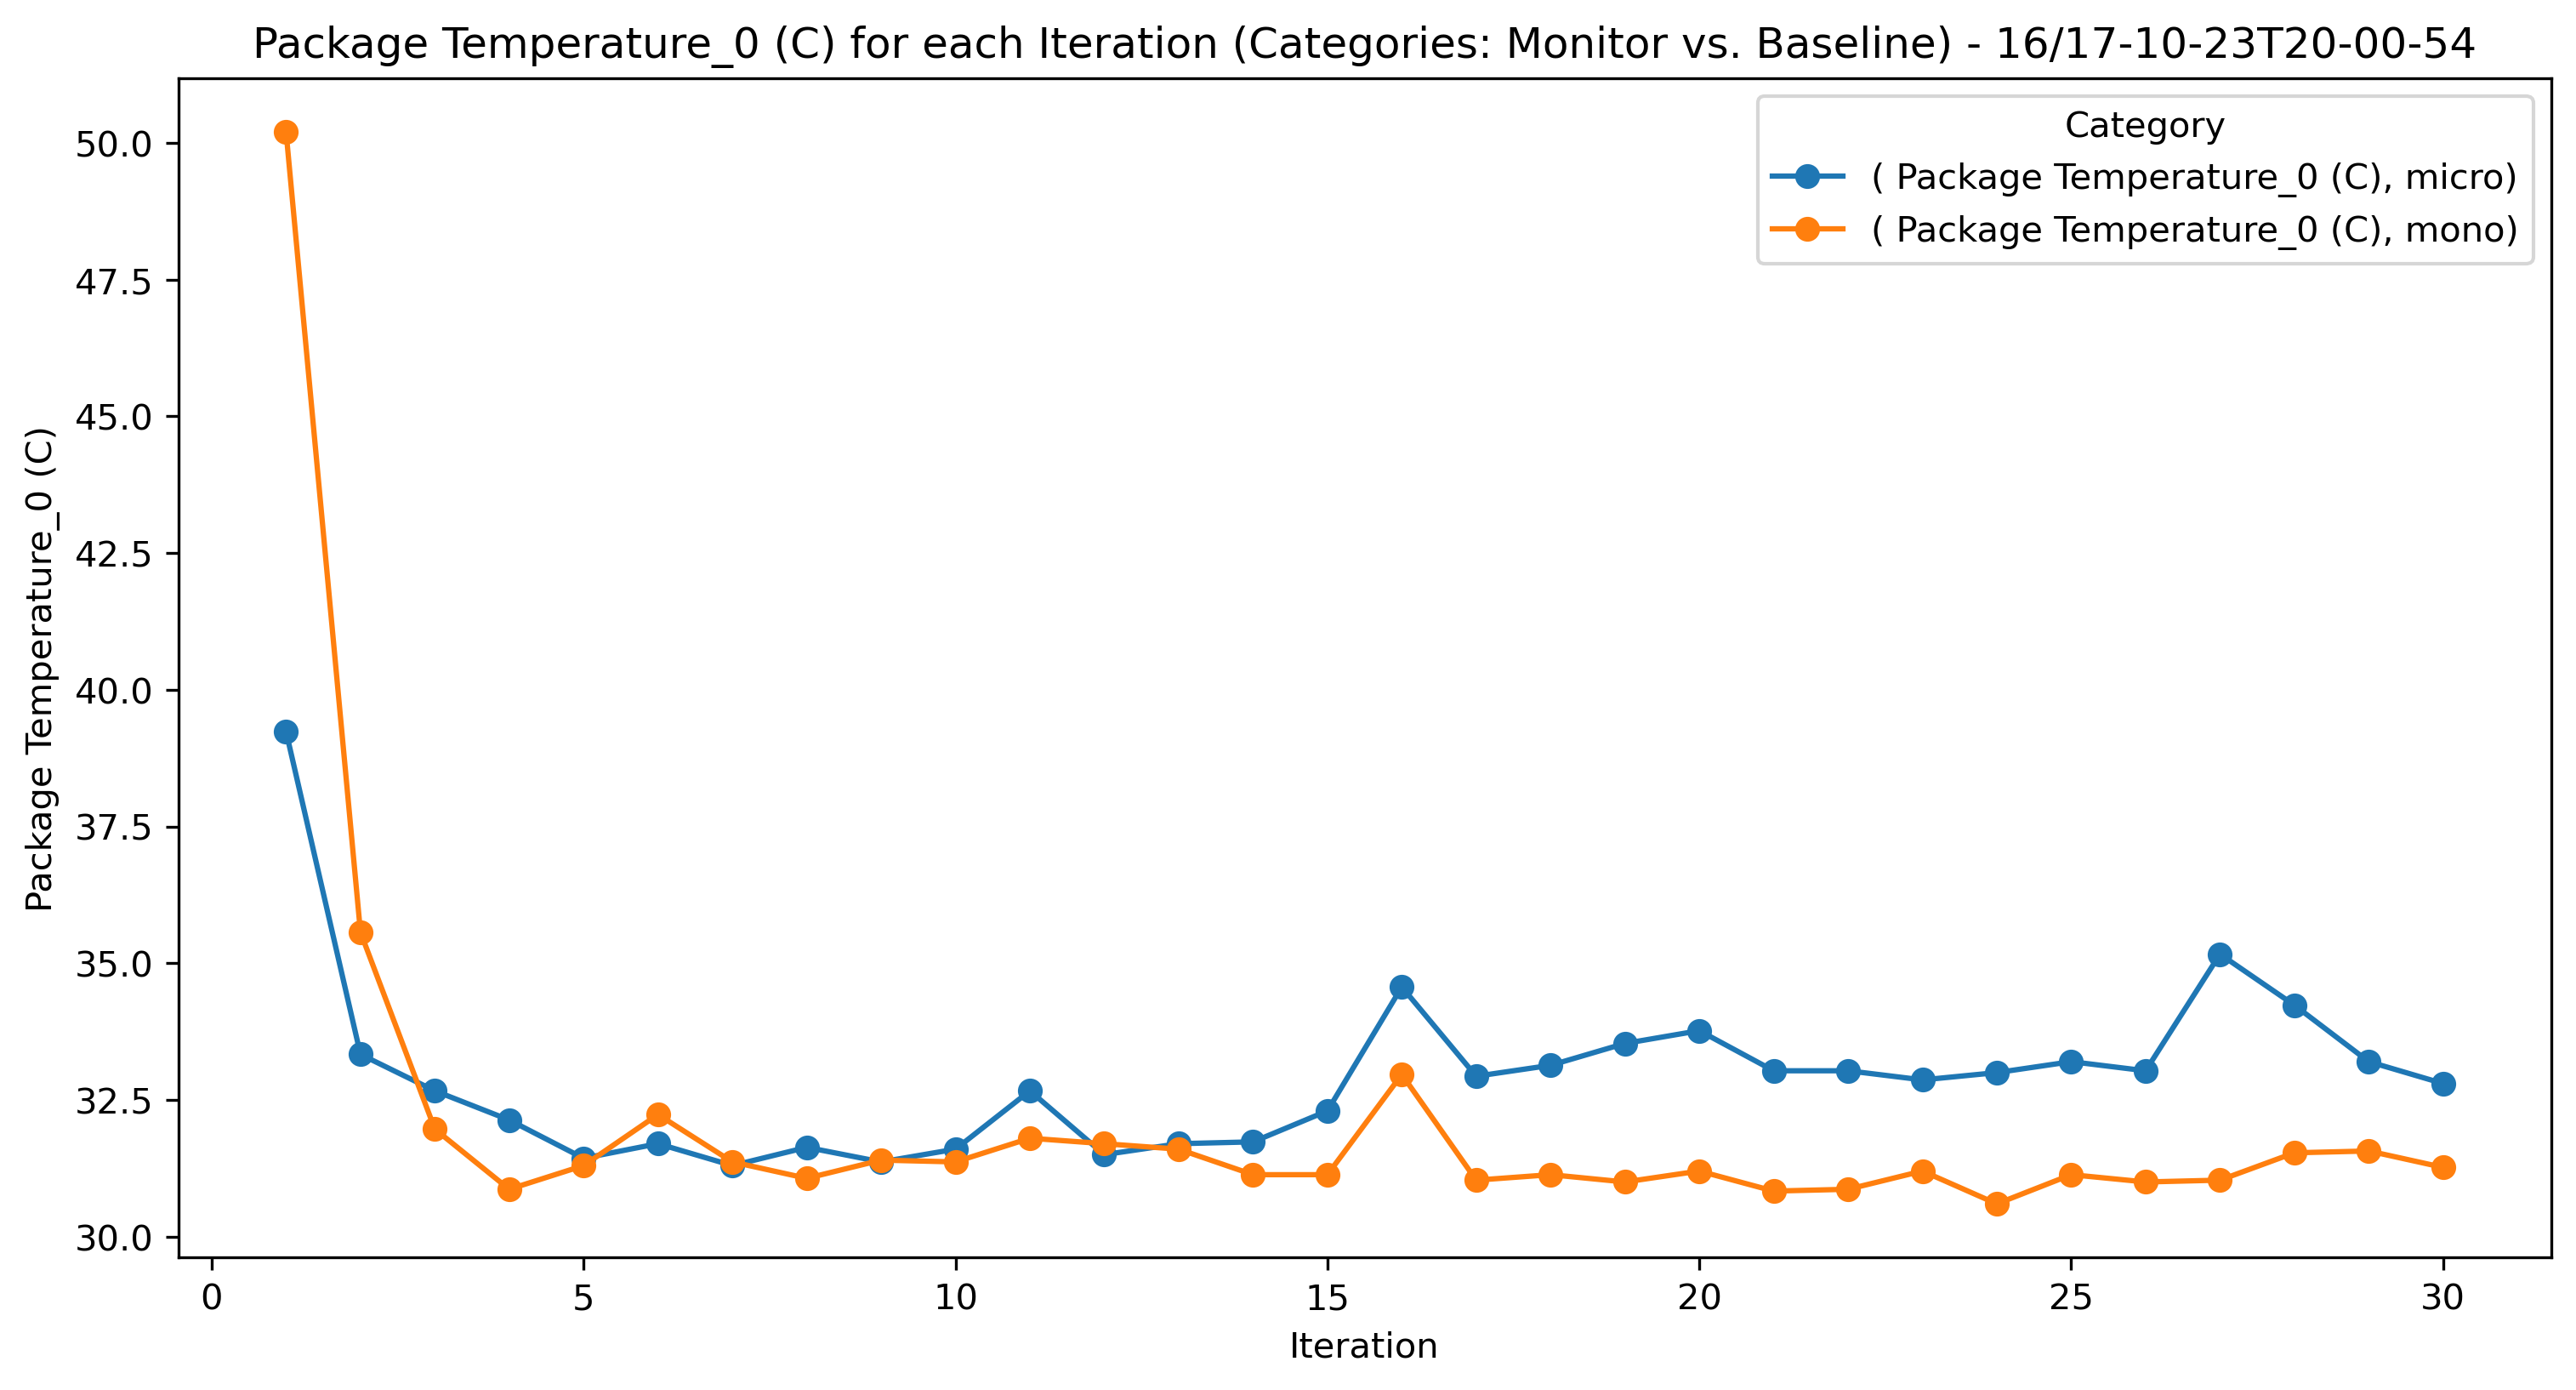 Package Temperature_0 (C) for each Iteration (Categories: Monitor vs. Baseline) - 16/17-10-23T20-00-54
Category
( Package Temperature_0 (C), micro)
( Package Temperature_0 (C), mono)
Package Temperature_0 (C)
50.0
47.5
45.0
42.5
40.0
37.5
35.0
32.5
30.0
0 5 10 15 20 25 30
Iteration